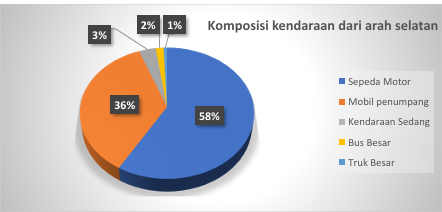 Komposisi kendaraan dari arah selatan
2%
1%
3%
36%
58%
Sepeda Motor
Mobil penumpang
Kendaraan Sedang
Bus Besar
Truk Besar